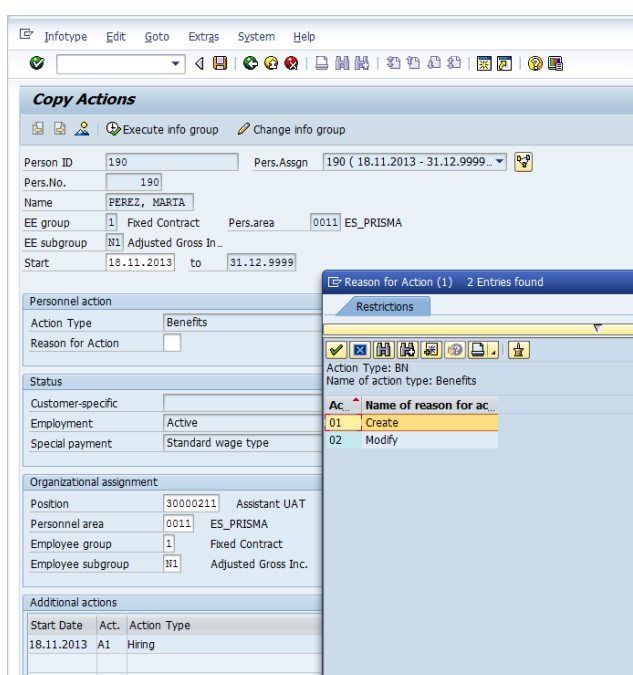 Infotype Edit Goto Extras System Help
Copy Actions
Execute info group Change info group
Person ID 190 Pers.Assgn 190 ( 18.11.2013 - 31.12.9999...
Pers.No. 190
Name PEREZ, MARTA
EE group 1 Fixed Contract Pers.area 0011 ES_PRISMA
EE subgroup N1 Adjusted Gross In...
Start 18.11.2013 to 31.12.9999
Personnel action
Action Type Benefits
Reason for Action
Status
Customer-specific
Employment Active
Special payment Standard wage type
Organizational assignment
Position 30000211 Assistant UAT
Personnel area 0011 ES_PRISMA
Employee group 1 Fixed Contract
Employee subgroup N1 Adjusted Gross Inc.
Additional actions
Start Date Act. Action Type
18.11.2013 A1 Hiring
Reason for Action (1) 2 Entries found
Restrictions
Action Type: BN
Name of action type: Benefits
Ac... Name of reason for ac...
01 Create
02 Modify